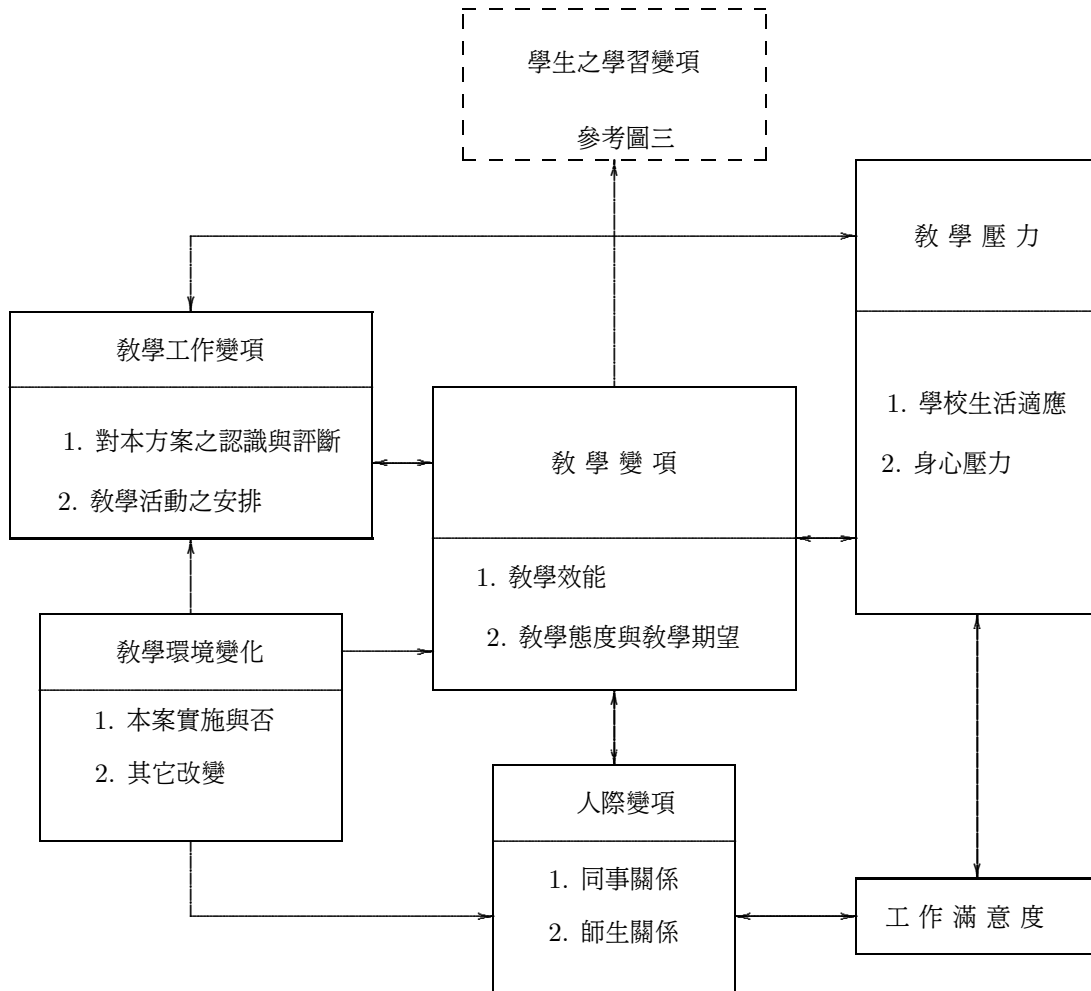 學生之學習變項
參考圖三
教 學 壓 力
1. 學校生活適應
2. 身心壓力
教學工作變項
1. 對本方案之認識與評斷
2. 教學活動之安排
教 學 變 項
1. 教學效能
2. 教學態度與教學期望
教學環境變化
1. 本案實施與否
2. 其它改變
人際變項
1. 同事關係
2. 師生關係
工 作 滿 意 度